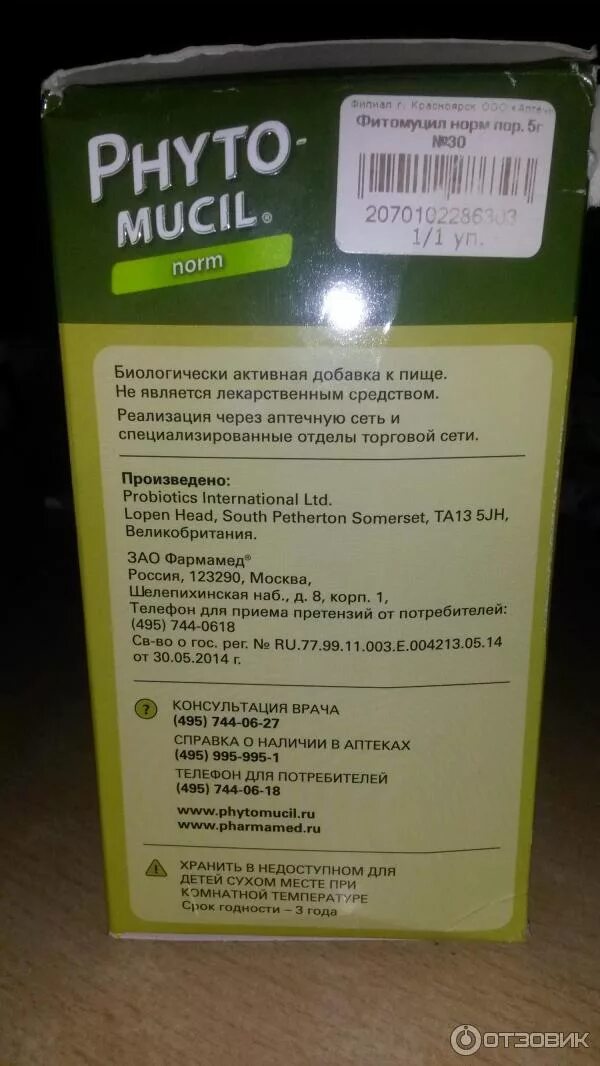 PHYTO-
MUCIL®
norm
Филиал г. Красноярск ООО «Аптечн
Фитомуцил норм пор. 5г
№30
2070102286303
1/1 уп.
Биологически активная добавка к пище.
Не является лекарственным средством.
Реализация через аптечную сеть и
специализированные отделы торговой сети.
Произведено:
Probiotics International Ltd.
Lopen Head, South Petherton Somerset, TA13 5JH,
Великобритания.
ЗАО Фармамед®
Россия, 123290, Москва,
Шелепихинская наб., д. 8, корп. 1,
Телефон для приема претензий от потребителей:
(495) 744-0618
Св-во о гос. рег. № RU.77.99.11.003.E.004213.05.14
от 30.05.2014 г.
? КОНСУЛЬТАЦИЯ ВРАЧА
(495) 744-06-27
СПРАВКА О НАЛИЧИИ В АПТЕКАХ
(495) 995-995-1
ТЕЛЕФОН ДЛЯ ПОТРЕБИТЕЛЕЙ
(495) 744-06-18
www.phytomucil.ru
www.pharmamed.ru
! ХРАНИТЬ В НЕДОСТУПНОМ ДЛЯ
ДЕТЕЙ СУХОМ МЕСТЕ ПРИ
КОМНАТНОЙ ТЕМПЕРАТУРЕ
Срок годности – 3 года
ОТЗОВИК